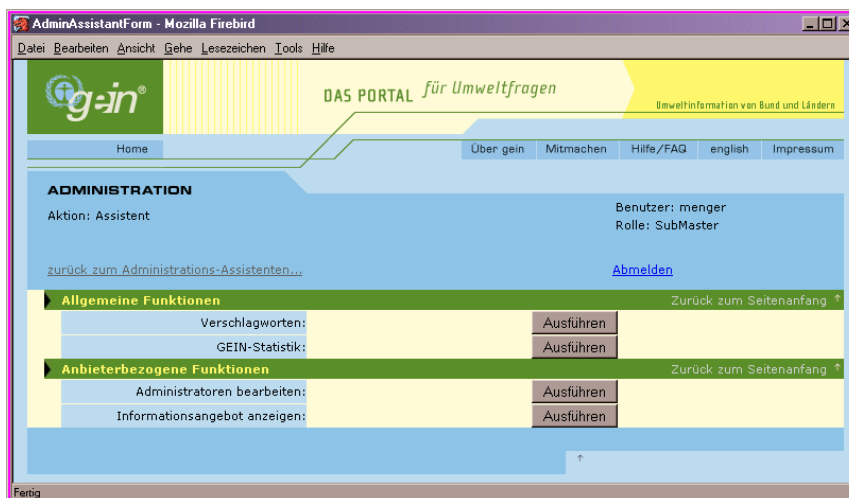 AdminAssistantForm - Mozilla Firebird
Datei Bearbeiten Ansicht Gehe Lesezeichen Tools Hilfe
gein®
DAS PORTAL für Umweltfragen
Umweltinformation von Bund und Ländern
Home Über gein Mitmachen Hilfe/FAQ english Impressum
ADMINISTRATION
Aktion: Assistent
Benutzer: menger
Rolle: SubMaster
zurück zum Administrations-Assistenten... Abmelden
Allgemeine Funktionen Zurück zum Seitenanfang ↑
Verschlagworten: Ausführen
GEIN-Statistik: Ausführen
Anbieterbezogene Funktionen Zurück zum Seitenanfang ↑
Administratoren bearbeiten: Ausführen
Informationsangebot anzeigen: Ausführen
↑
Fertig